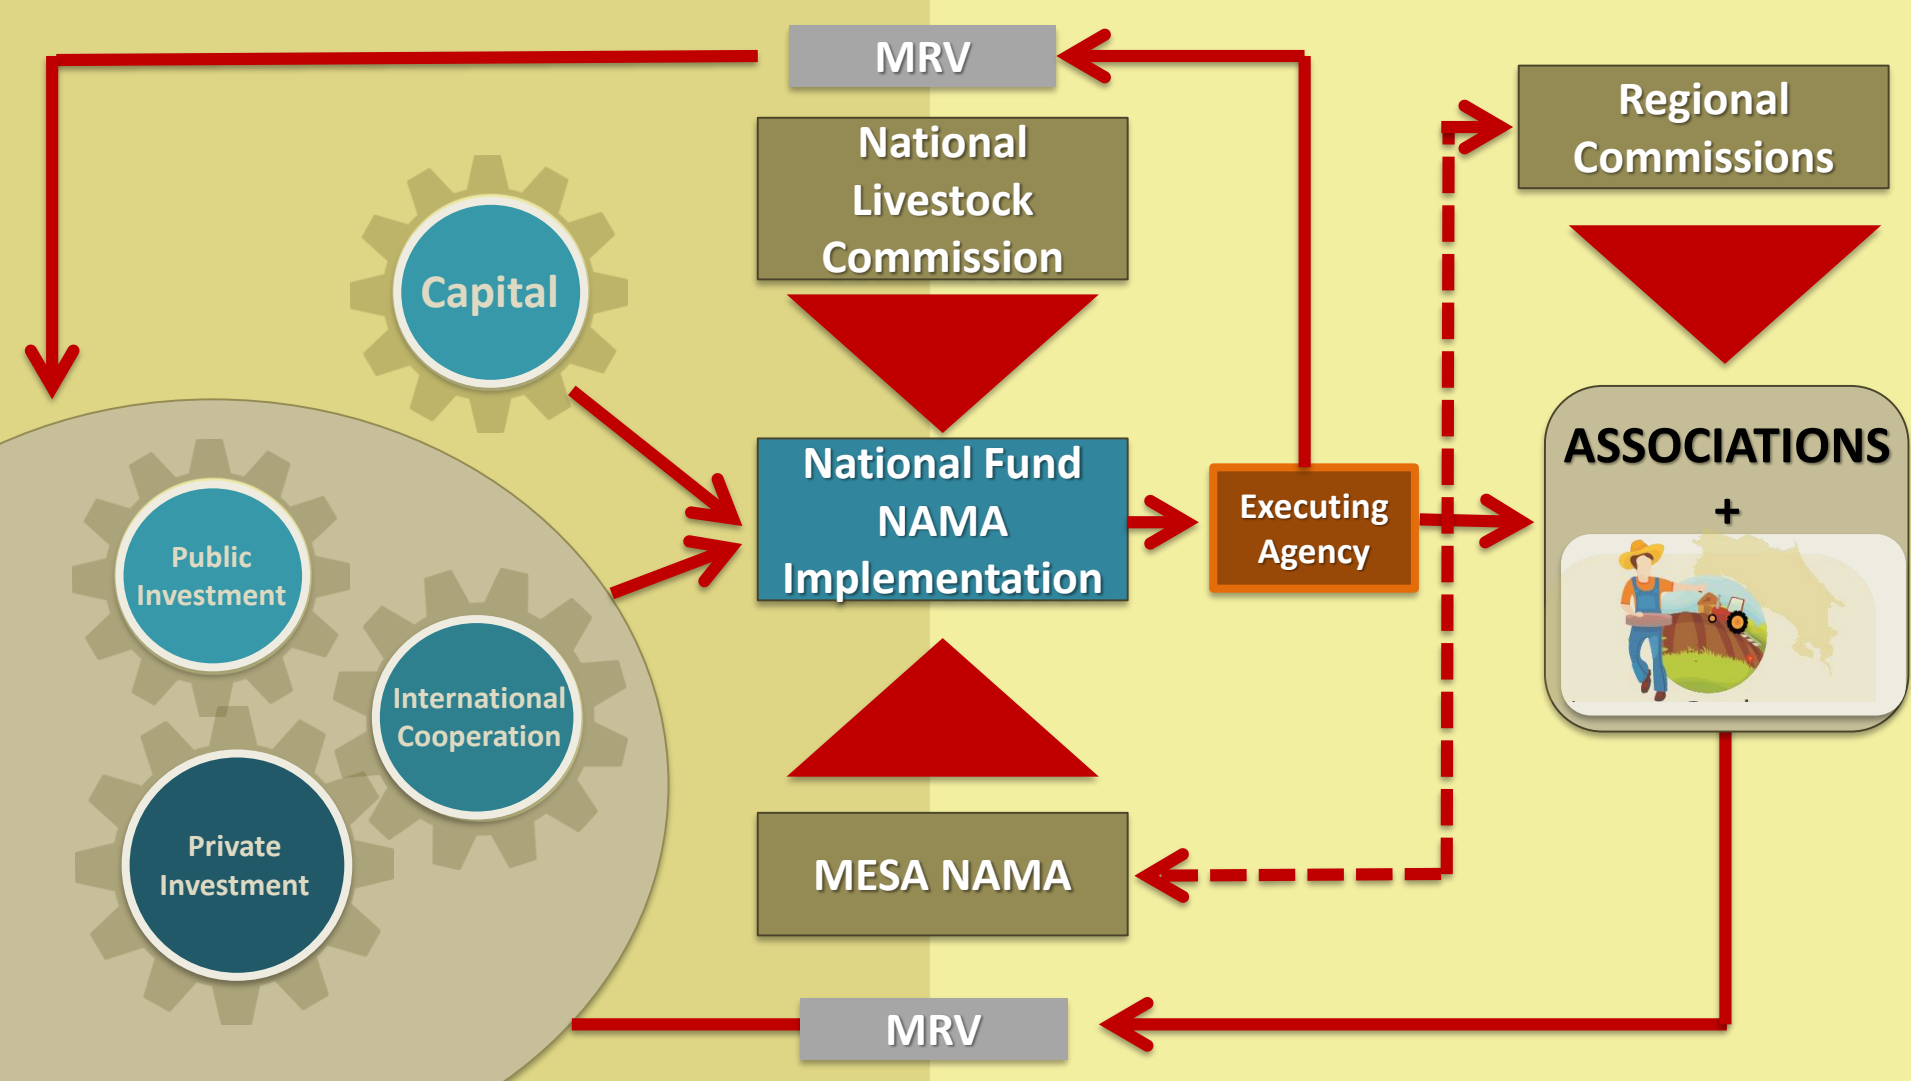 MRV
National
Livestock
Commission
Regional
Commissions
Capital
National Fund
NAMA
Implementation
Executing
Agency
ASSOCIATIONS
+
Public
Investment
International
Cooperation
Private
Investment
MESA NAMA
MRV